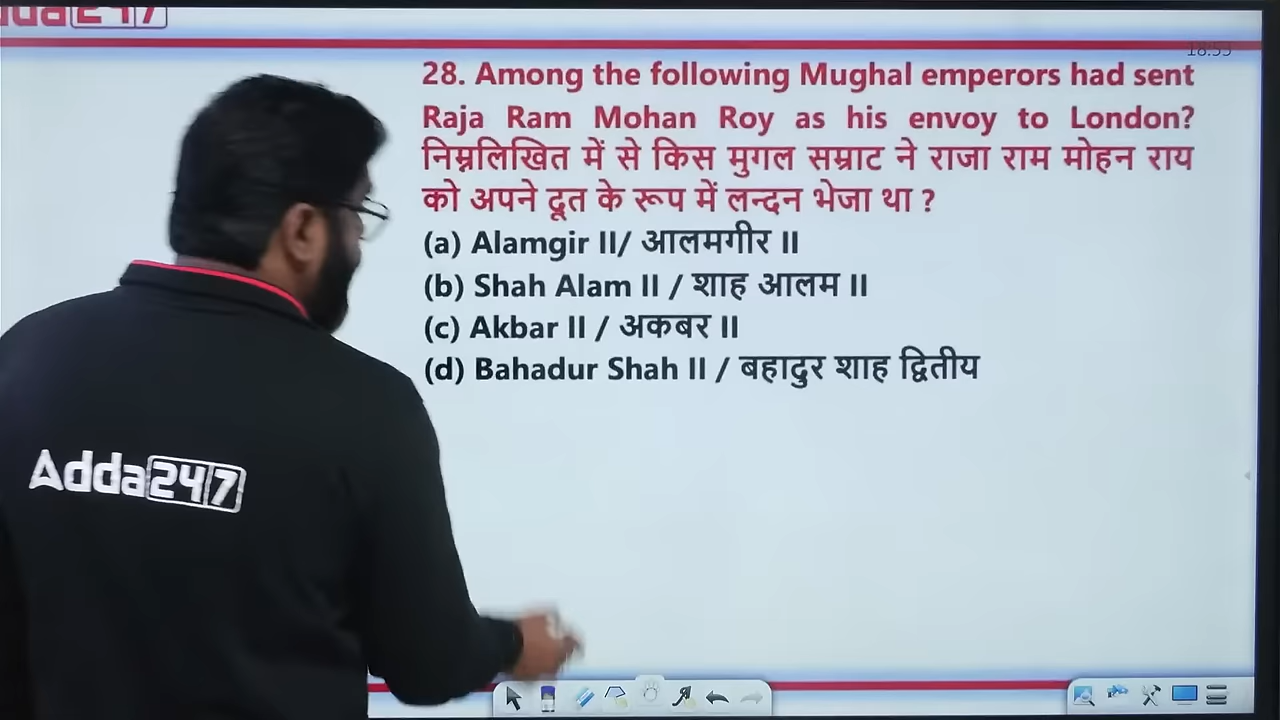 18:53
28. Among the following Mughal emperors had sent
Raja Ram Mohan Roy as his envoy to London?
निम्नलिखित में से किस मुगल सम्राट ने राजा राम मोहन राय
को अपने दूत के रूप में लन्दन भेजा था ?
(a) Alamgir II/ आलमगीर II
(b) Shah Alam II / शाह आलम II
(c) Akbar II / अकबर II
(d) Bahadur Shah II / बहादुर शाह द्वितीय
Adda247